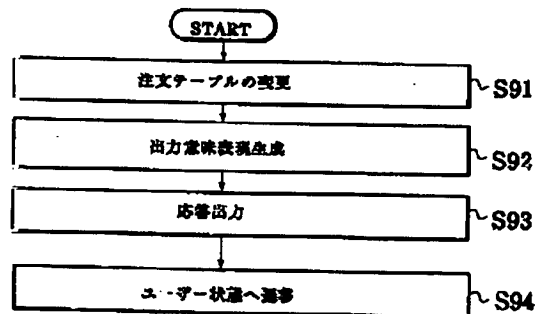 START
注文テーブルの変更
S91
出力意味表現生成
S92
応答出力
S93
ユーザー状態へ遷移
S94